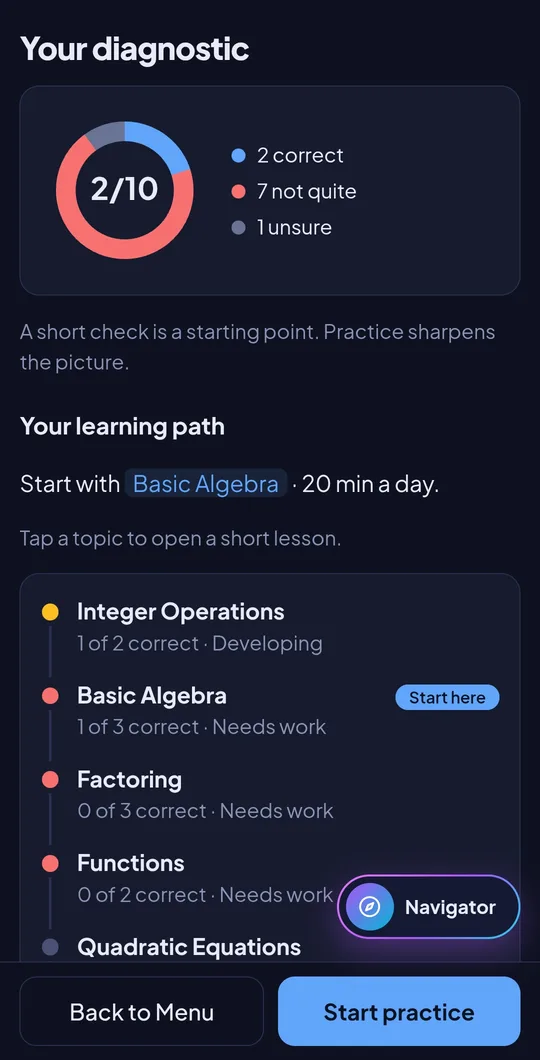 Your diagnostic
2/10
2 correct
7 not quite
1 unsure
A short check is a starting point. Practice sharpens
the picture.
Your learning path
Start with Basic Algebra · 20 min a day.
Tap a topic to open a short lesson.
Integer Operations
1 of 2 correct · Developing
Basic Algebra
Start here
1 of 3 correct · Needs work
Factoring
0 of 3 correct · Needs work
Functions
0 of 2 correct · Needs work
Navigator
Quadratic Equations
Back to Menu
Start practice